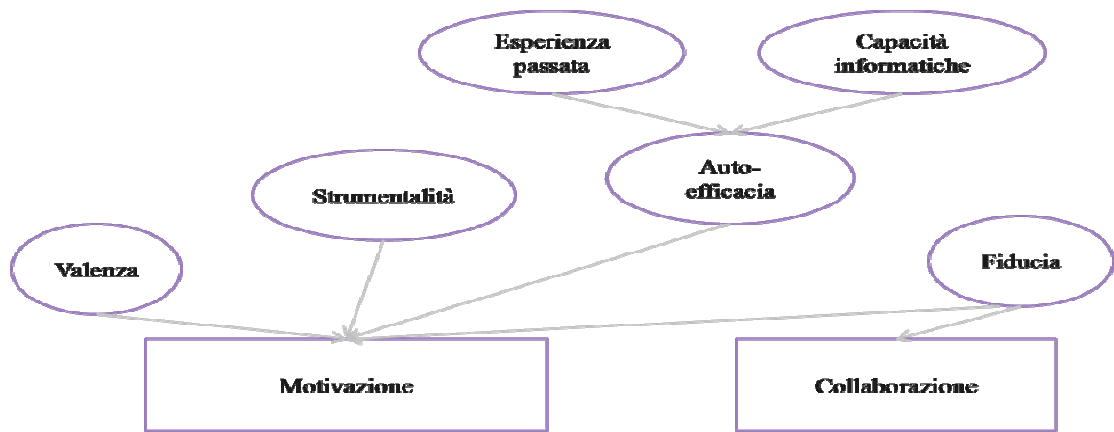 Esperienza
passata
Capacità
informatiche
Auto-
efficacia
Strumentalità
Valenza
Fiducia
Motivazione
Collaborazione